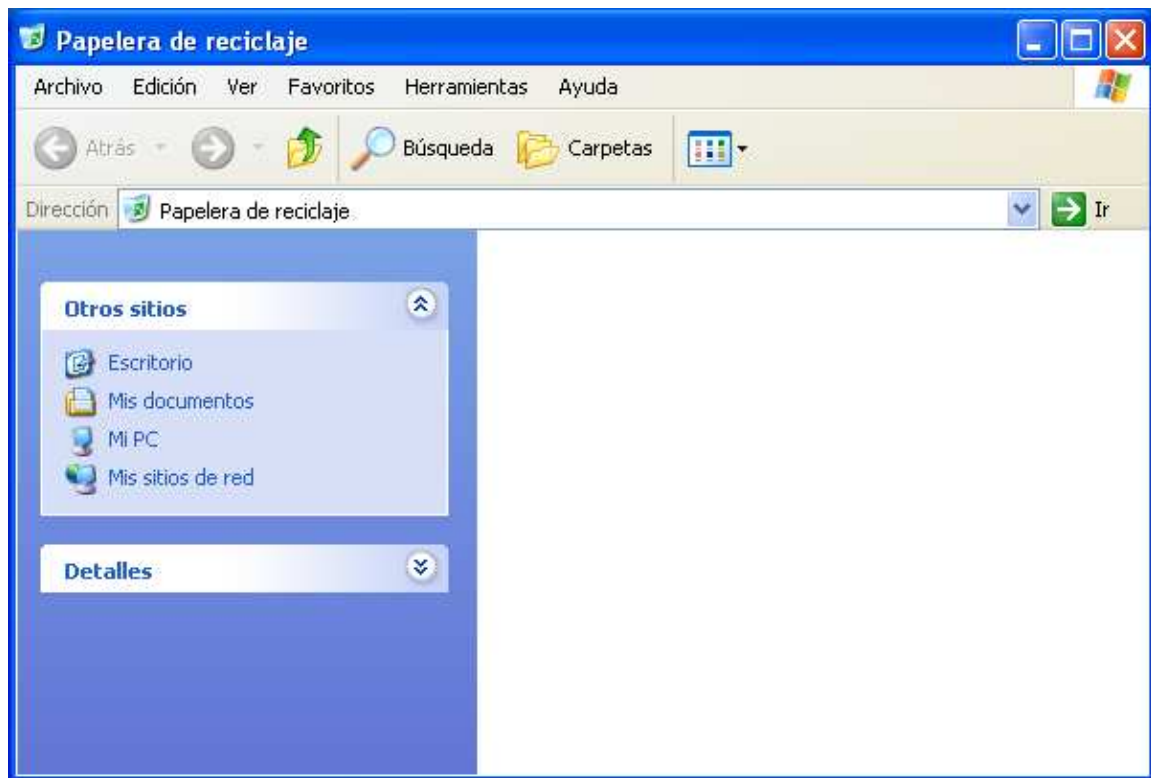 Papelera de reciclaje
Archivo Edición Ver Favoritos Herramientas Ayuda
Atrás Búsqueda Carpetas
Dirección Papelera de reciclaje Ir
Otros sitios
Escritorio
Mis documentos
Mi PC
Mis sitios de red
Detalles